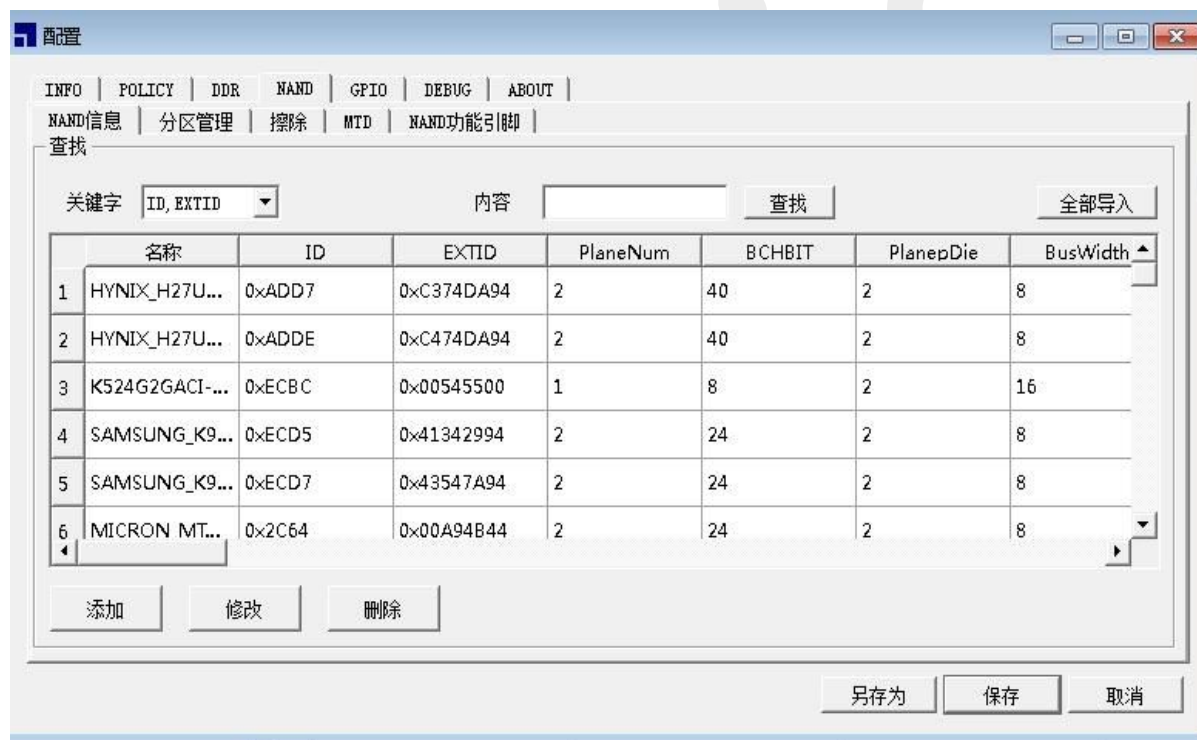 配置
INFO POLICY DDR NAND GPIO DEBUG ABOUT
NAND信息 分区管理 擦除 MTD NAND功能引脚
查找
关键字 ID, EXTID 内容 查找 全部导入
名称 ID EXTID PlaneNum BCHBIT PlanepDie BusWidth
1 HYNIX_H27U... 0xADD7 0xC374DA94 2 40 2 8
2 HYNIX_H27U... 0xADDE 0xC474DA94 2 40 2 8
3 K524G2GACI-... 0xECBC 0x00545500 1 8 2 16
4 SAMSUNG_K9... 0xECD5 0x41342994 2 24 2 8
5 SAMSUNG_K9... 0xECD7 0x43547A94 2 24 2 8
6 MICRON_MT... 0x2C64 0x00A94B44 2 24 2 8
添加 修改 删除
另存为 保存 取消